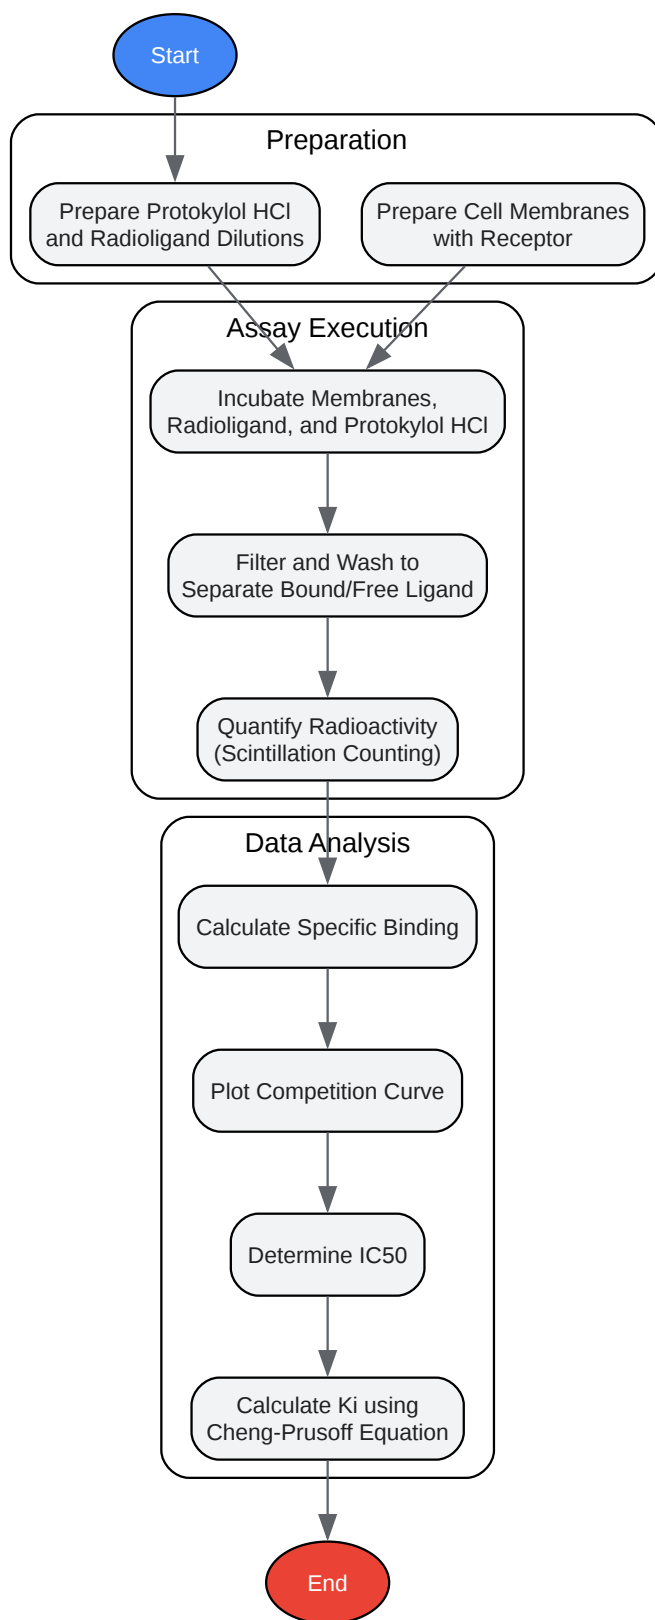 Start
Preparation
Prepare Protokylol HCl
and Radioligand Dilutions
Prepare Cell Membranes
with Receptor
Assay Execution
Incubate Membranes,
Radioligand, and Protokylol HCl
Filter and Wash to
Separate Bound/Free Ligand
Quantify Radioactivity
(Scintillation Counting)
Data Analysis
Calculate Specific Binding
Plot Competition Curve
Determine IC50
Calculate Ki using
Cheng-Prusoff Equation
End